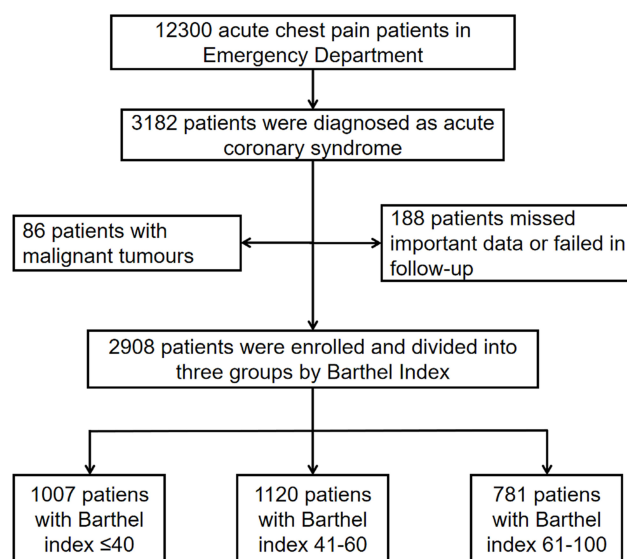 12300 acute chest pain patients in
Emergency Department
3182 patients were diagnosed as acute
coronary syndrome
86 patients with
malignant tumours
188 patients missed
important data or failed in
follow-up
2908 patients were enrolled and divided into
three groups by Barthel Index
1007 patiens
with Barthel
index ≤40
1120 patiens
with Barthel
index 41-60
781 patiens
with Barthel
index 61-100